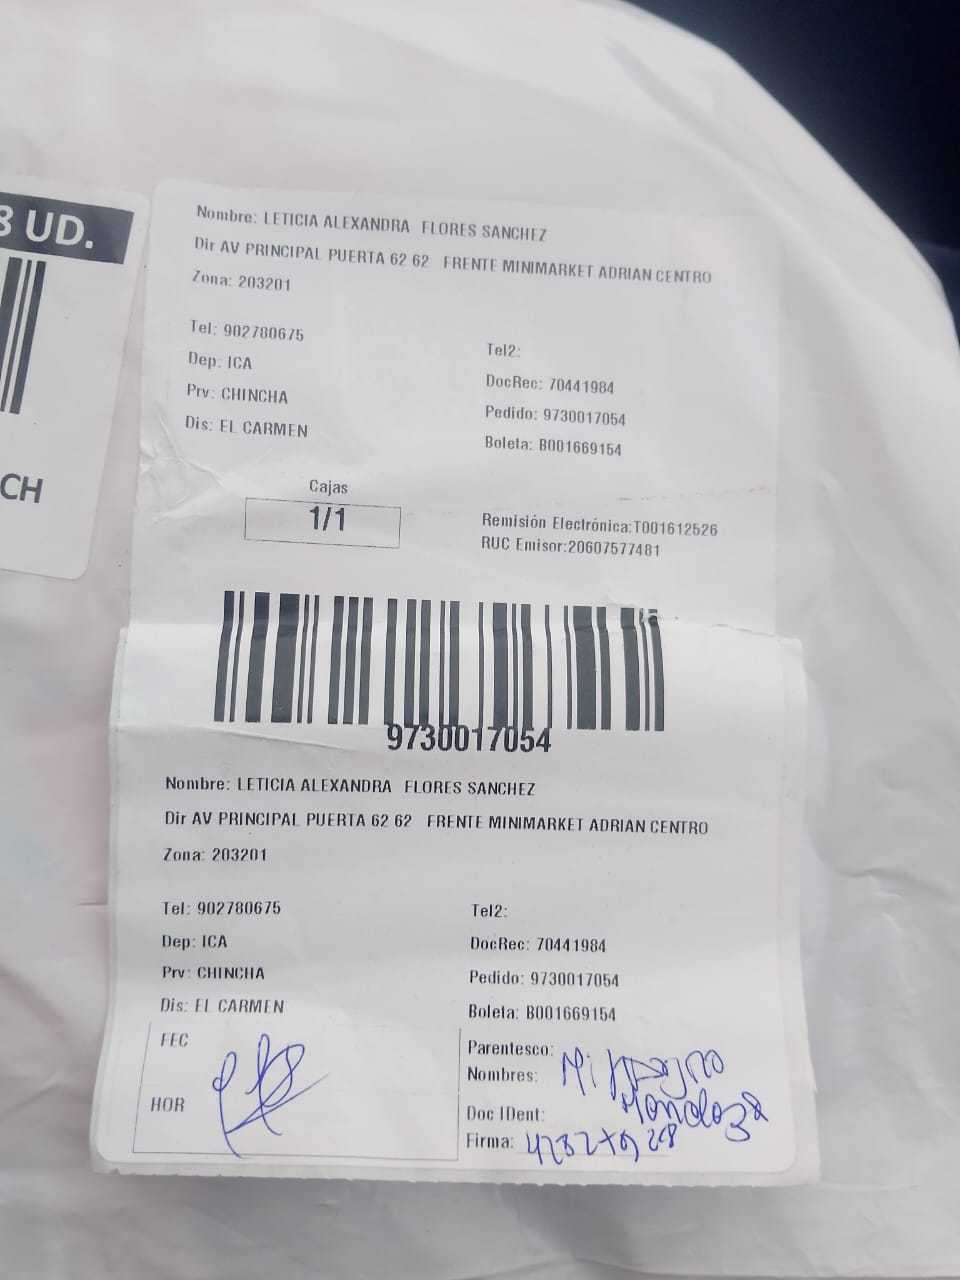 8 UD.
CH
Nombre: LETICIA ALEXANDRA FLORES SANCHEZ
Dir AV PRINCIPAL PUERTA 62 62 FRENTE MINIMARKET ADRIAN CENTRO
Zona: 203201
Tel: 902780675
Tel2:
Dep: ICA
DocRec: 70441984
Prv: CHINCHA
Pedido: 9730017054
Dis: EL CARMEN
Boleta: B001669154
Cajas
1/1
Remisión Electrónica:T001612526
RUC Emisor:20607577481
9730017054
Nombre: LETICIA ALEXANDRA FLORES SANCHEZ
Dir AV PRINCIPAL PUERTA 62 62 FRENTE MINIMARKET ADRIAN CENTRO
Zona: 203201
Tel: 902780675
Tel2:
Dep: ICA
DocRec: 70441984
Prv: CHINCHA
Pedido: 9730017054
Dis: EL CARMEN
Boleta: B001669154
FEC
Parentesco:
Nombres:
HOR
Doc IDent:
Firma: